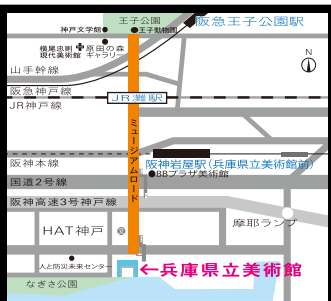 王子公園
神戸文学館
王子動物園
阪急王子公園駅
横尾忠則
現代美術館
原田の森
ギャラリー
N
山手幹線
阪急神戸線
JR灘駅
JR神戸線
ミュージアムロード
阪神本線
阪神岩屋駅(兵庫県立美術館前)
BBプラザ美術館
国道2号線
阪神高速3号神戸線
HAT神戸
摩耶ランプ
人と防災未来センター
←兵庫県立美術館
なぎさ公園